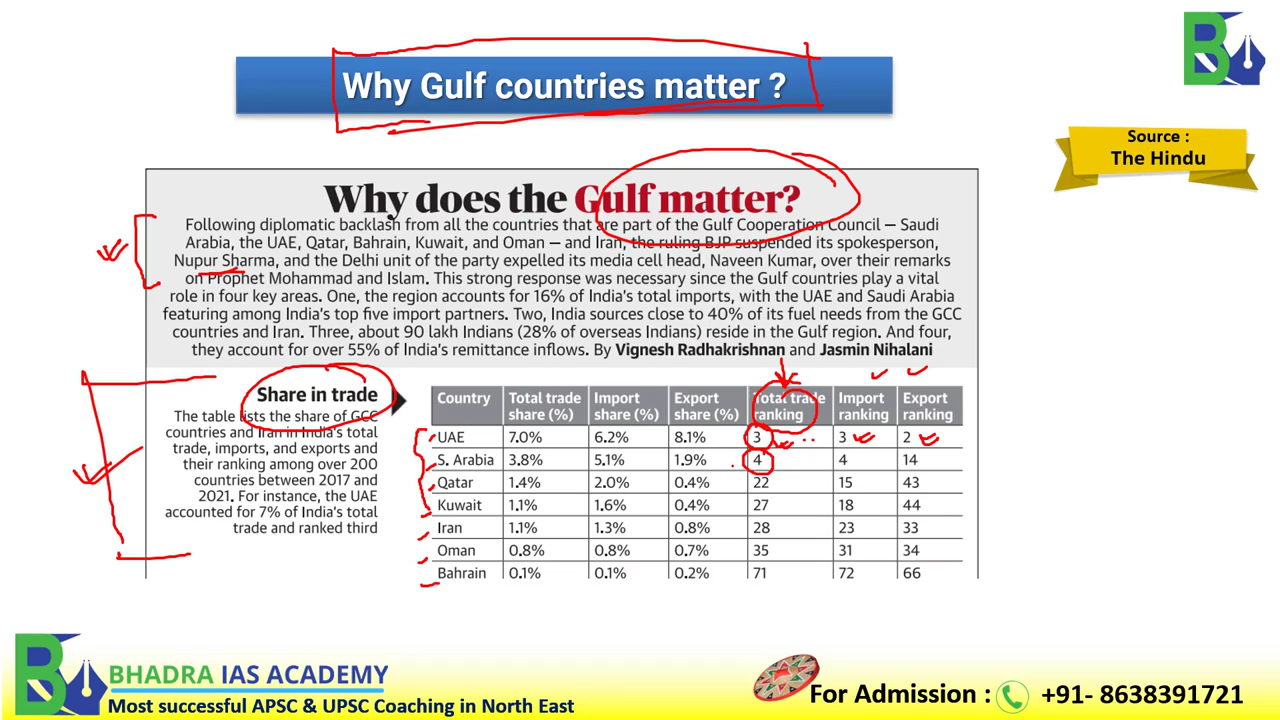 Why Gulf countries matter ?
Source :
The Hindu
Why does the Gulf matter?
Following diplomatic backlash from all the countries that are part of the Gulf Cooperation Council — Saudi
Arabia, the UAE, Qatar, Bahrain, Kuwait, and Oman — and Iran, the ruling BJP suspended its spokesperson,
Nupur Sharma, and the Delhi unit of the party expelled its media cell head, Naveen Kumar, over their remarks
on Prophet Mohammad and Islam. This strong response was necessary since the Gulf countries play a vital
role in four key areas. One, the region accounts for 16% of India's total imports, with the UAE and Saudi Arabia
featuring among India's top five import partners. Two, India sources close to 40% of its fuel needs from the GCC
countries and Iran. Three, about 90 lakh Indians (28% of overseas Indians) reside in the Gulf region. And four,
they account for over 55% of India's remittance inflows. By Vignesh Radhakrishnan and Jasmin Nihalani
Share in trade
The table lists the share of GCC
countries and Iran in India's total
trade, imports, and exports and
their ranking among over 200
countries between 2017 and
2021. For instance, the UAE
accounted for 7% of India's total
trade and ranked third
Country Total trade share (%) Import share (%) Export share (%) Total trade ranking Import ranking Export ranking
UAE 7.0% 6.2% 8.1% 3 3 2
S. Arabia 3.8% 5.1% 1.9% 4 4 14
Qatar 1.4% 2.0% 0.4% 22 15 43
Kuwait 1.1% 1.6% 0.4% 27 18 44
Iran 1.1% 1.3% 0.8% 28 23 33
Oman 0.8% 0.8% 0.7% 35 31 34
Bahrain 0.1% 0.1% 0.2% 71 72 66
BHADRA IAS ACADEMY
Most successful APSC & UPSC Coaching in North East
For Admission : +91- 8638391721